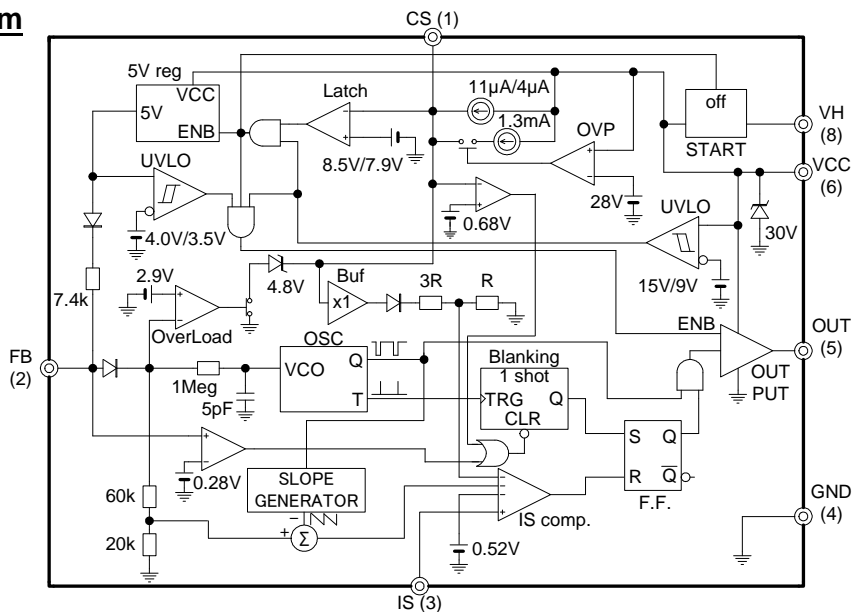 m
CS (1)
5V reg
VCC
5V
ENB
Latch
11µA/4µA
1.3mA
OVP
off
START
VH
(8)
VCC
(6)
8.5V/7.9V
UVLO
4.0V/3.5V
0.68V
28V
UVLO
30V
15V/9V
2.9V
7.4k
4.8V
Buf
x1
3R
R
OverLoad
ENB
OUT
(5)
OUT
PUT
FB
(2)
OSC
VCO
Q
T
1Meg
5pF
Blanking
1 shot
TRG
Q
CLR
S
Q
R
Q
F.F.
0.28V
SLOPE
GENERATOR
60k
20k
−
+
Σ
IS comp.
0.52V
GND
(4)
IS (3)